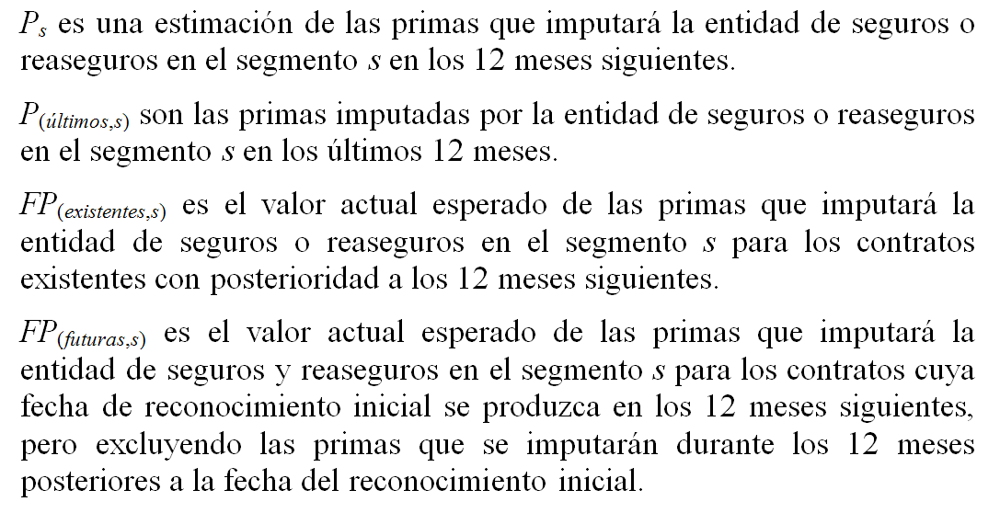 P_s es una estimación de las primas que imputará la entidad de seguros o
reaseguros en el segmento s en los 12 meses siguientes.
P_(últimos,s) son las primas imputadas por la entidad de seguros o reaseguros
en el segmento s en los últimos 12 meses.
FP_(existentes,s) es el valor actual esperado de las primas que imputará la
entidad de seguros o reaseguros en el segmento s para los contratos
existentes con posterioridad a los 12 meses siguientes.
FP_(futuras,s) es el valor actual esperado de las primas que imputará la
entidad de seguros y reaseguros en el segmento s para los contratos cuya
fecha de reconocimiento inicial se produzca en los 12 meses siguientes,
pero excluyendo las primas que se imputarán durante los 12 meses
posteriores a la fecha del reconocimiento inicial.